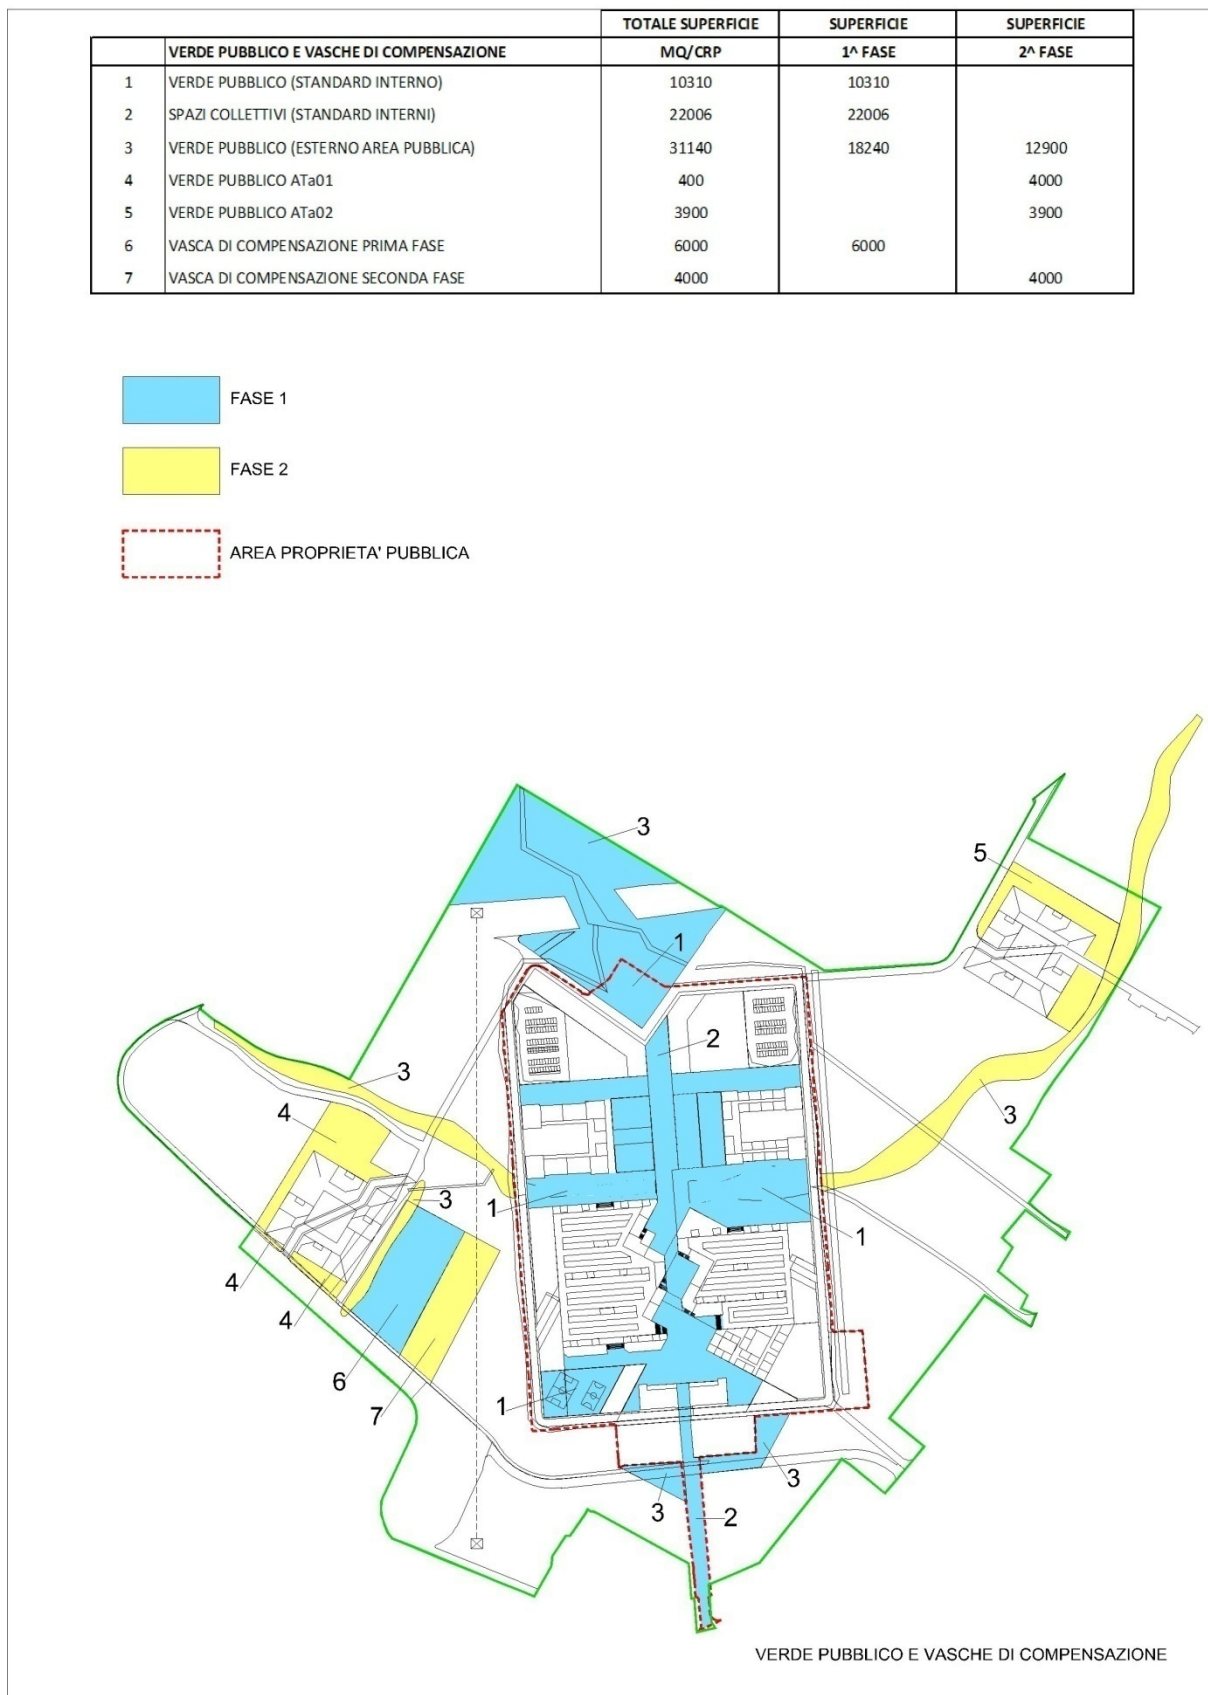 TOTALE SUPERFICIE SUPERFICIE SUPERFICIE
VERDE PUBBLICO E VASCHE DI COMPENSAZIONE MQ/CRP 1^ FASE 2^ FASE
1 VERDE PUBBLICO (STANDARD INTERNO) 10310 10310
2 SPAZI COLLETTIVI (STANDARD INTERNI) 22006 22006
3 VERDE PUBBLICO (ESTERNO AREA PUBBLICA) 31140 18240 12900
4 VERDE PUBBLICO ATa01 400 4000
5 VERDE PUBBLICO ATa02 3900 3900
6 VASCA DI COMPENSAZIONE PRIMA FASE 6000 6000
7 VASCA DI COMPENSAZIONE SECONDA FASE 4000 4000
FASE 1
FASE 2
AREA PROPRIETA' PUBBLICA
3
5
1
2
3
4
3
3
1
1
4
4
6
7
1
3
3
2
VERDE PUBBLICO E VASCHE DI COMPENSAZIONE